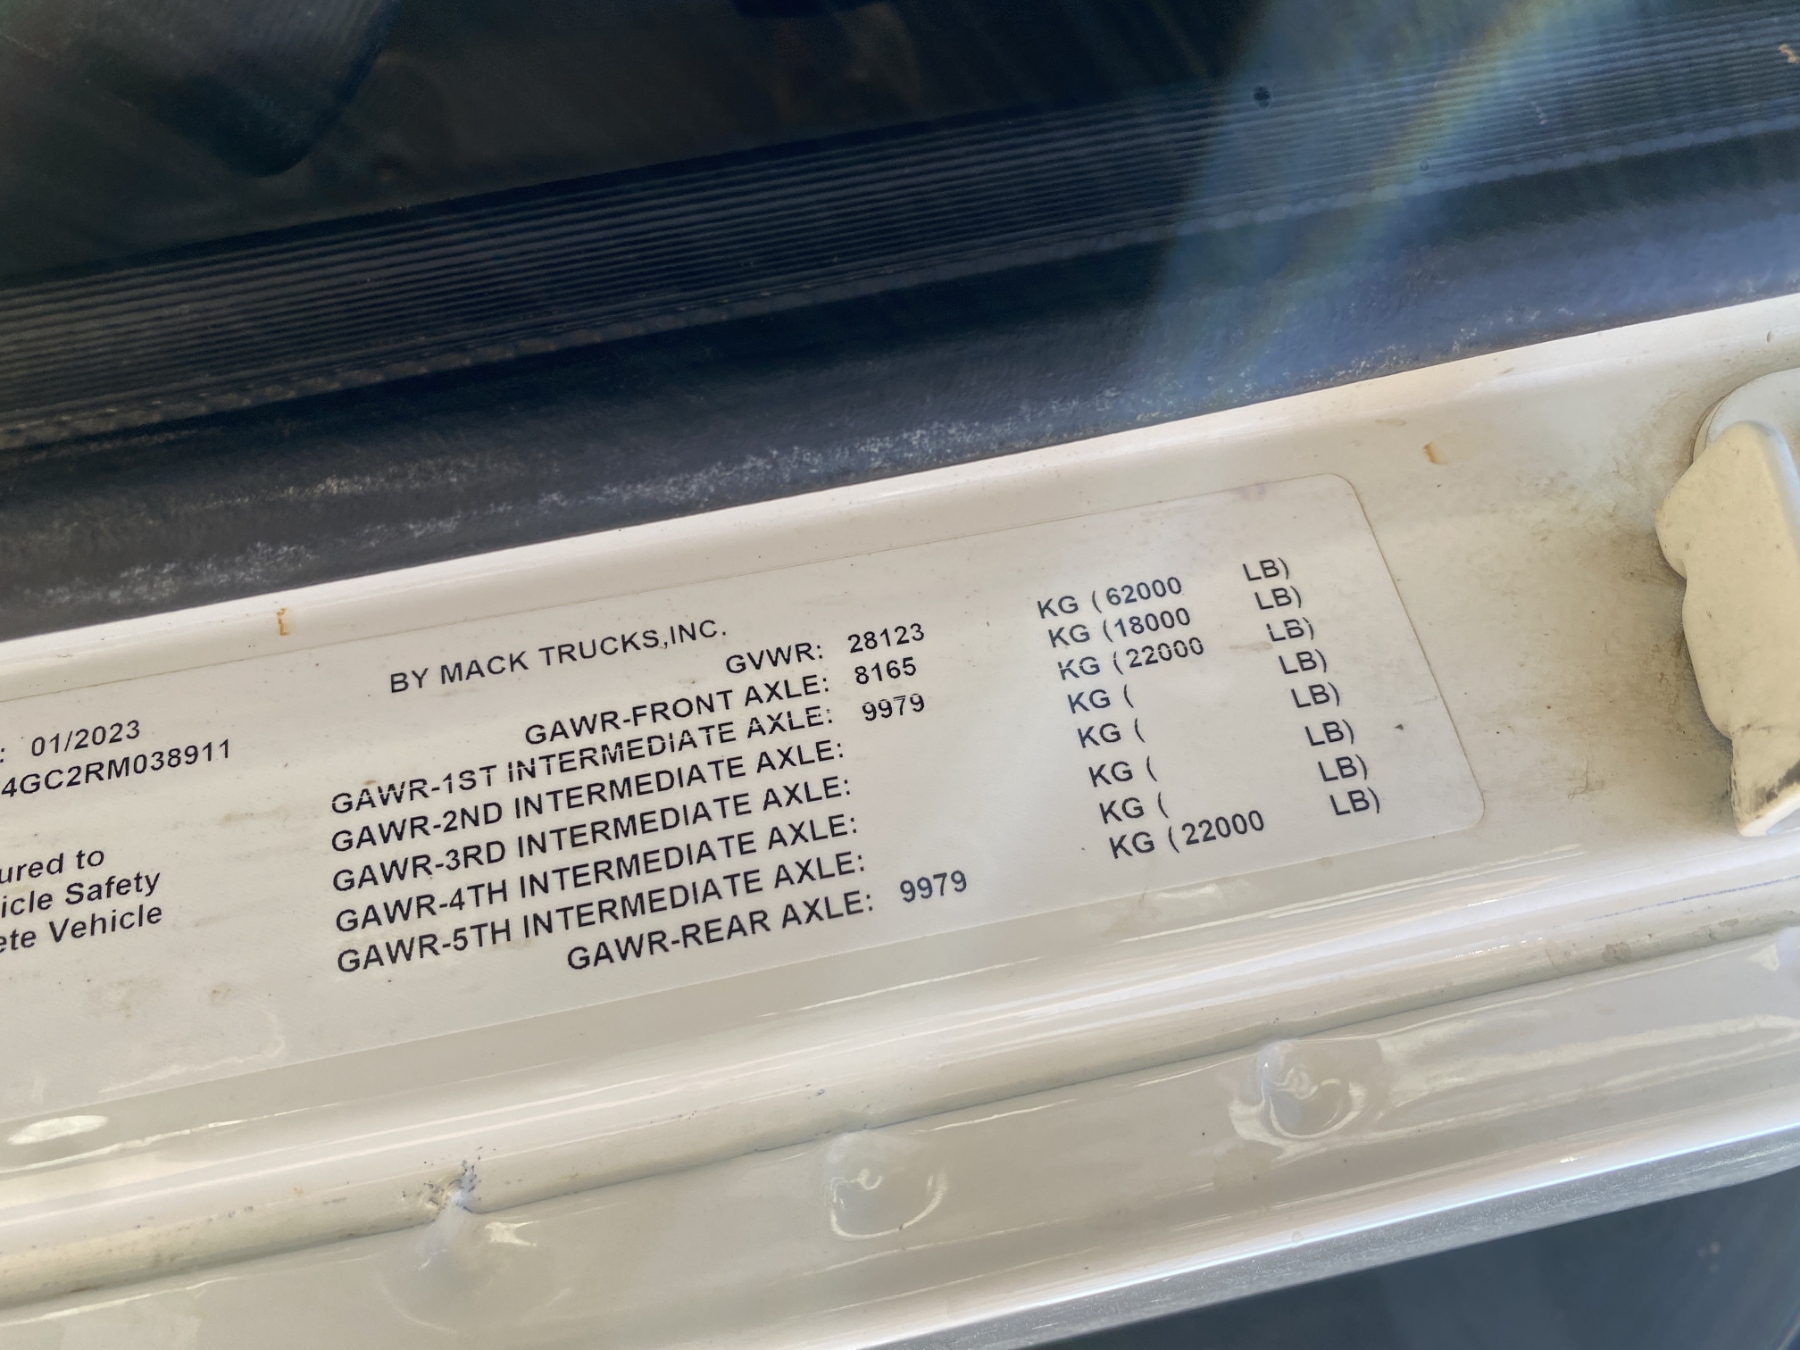 BY MACK TRUCKS,INC.
: 01/2023
4GC2RM038911
ured to
icle Safety
ete Vehicle
GVWR: 28123 KG (62000 LB)
GAWR-FRONT AXLE: 8165 KG (18000 LB)
GAWR-1ST INTERMEDIATE AXLE: 9979 KG (22000 LB)
GAWR-2ND INTERMEDIATE AXLE: KG ( LB)
GAWR-3RD INTERMEDIATE AXLE: KG ( LB)
GAWR-4TH INTERMEDIATE AXLE: KG ( LB)
GAWR-5TH INTERMEDIATE AXLE: KG ( LB)
GAWR-REAR AXLE: 9979 KG (22000 LB)